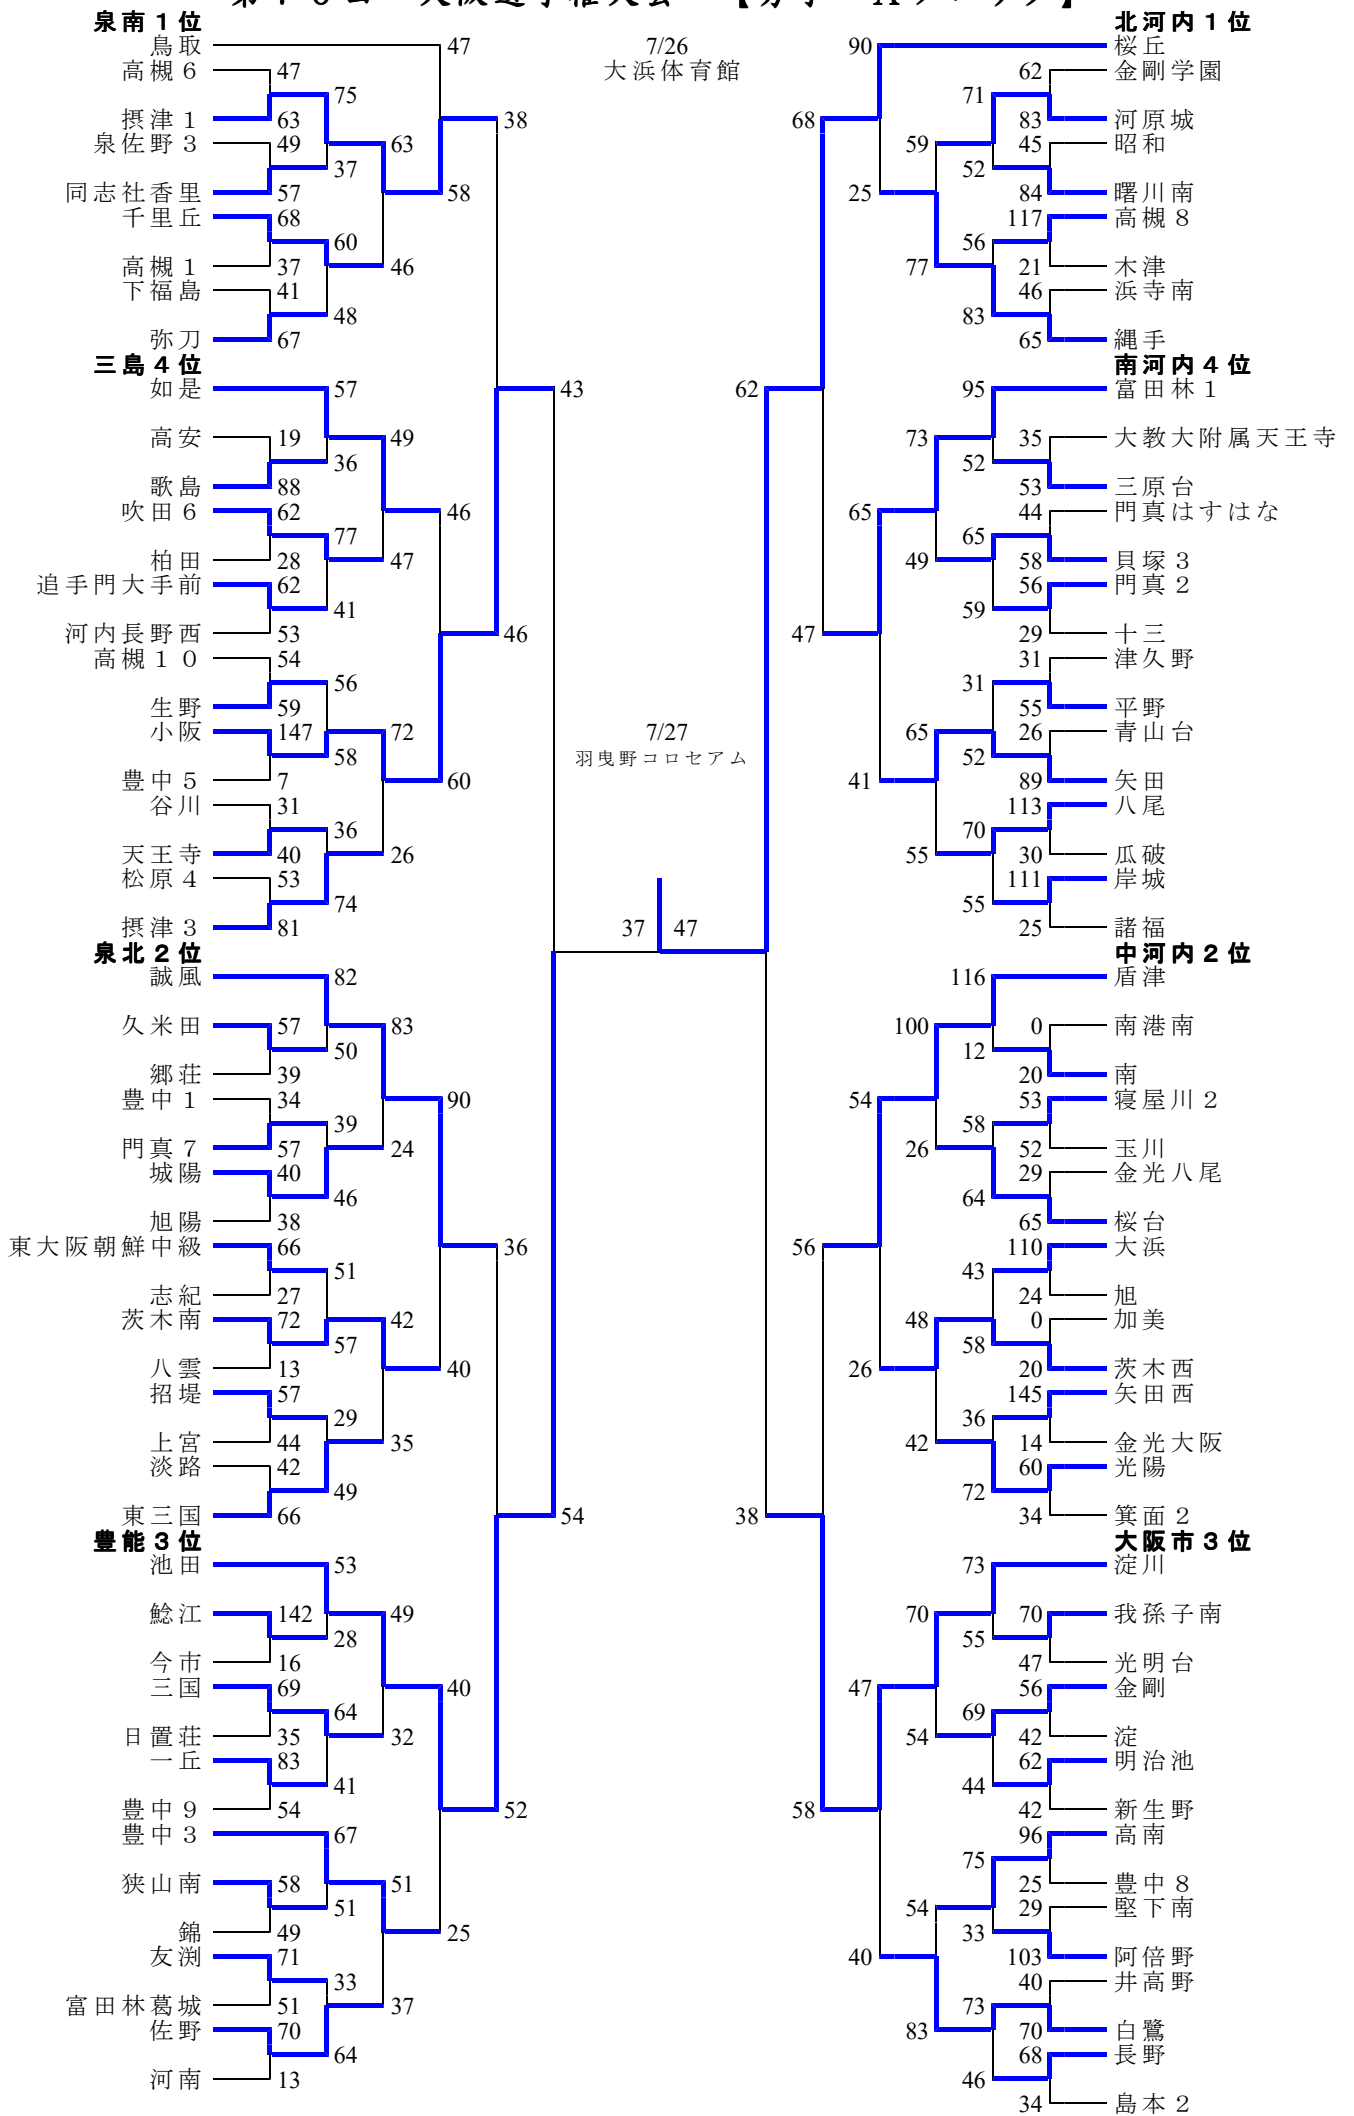 泉南1位
鳥取 47
高槻6 47
75
摂津1 63
38
泉佐野3 49
63
37
同志社香里 57
58
千里丘 68
60
高槻1 37
46
下福島 41
48
弥刀 67
三島4位
如是 57
43
高安 19
49
36
歌島 88
吹田6 62
46
77
柏田 28
47
追手門大手前 62
41
河内長野西 53
46
高槻10 54
56
生野 59
小阪 147
72
58
豊中5 7
60
谷川 31
36
天王寺 40
26
松原4 53
74
摂津3 81
泉北2位
誠風 82
久米田 57
83
50
郷荘 39
豊中1 34
90
39
門真7 57
24
城陽 40
46
旭陽 38
東大阪朝鮮中級 66
36
51
志紀 27
茨木南 72
42
57
八雲 13
40
招堤 57
29
上宮 44
35
淡路 42
49
東三国 66
54
豊能3位
池田 53
鯰江 142
49
28
今市 16
三国 69
40
64
日置荘 35
32
一丘 83
41
豊中9 54
52
豊中3 67
狭山南 58
51
51
錦 49
25
友渕 71
33
富田林葛城 51
37
佐野 70
64
河南 13
7/26
大浜体育館
7/27
羽曳野コロセアム
37 47
北河内1位
90 桜丘
62 金剛学園
71
68
83 河原城
59
45 昭和
52
25
84 曙川南
117 高槻8
56
77
21 木津
46 浜寺南
83
65 縄手
南河内4位
62
95 富田林1
73
35 大教大附属天王寺
52
53 三原台
65
44 門真はすはな
65
49
58 貝塚3
56 門真2
59
47
29 十三
31 津久野
31
55 平野
65
26 青山台
52
41
89 矢田
113 八尾
70
55
30 瓜破
111 岸城
55
25 諸福
中河内2位
116 盾津
100
0 南港南
12
20 南
54
53 寝屋川2
58
26
52 玉川
29 金光八尾
64
65 桜台
56
110 大浜
43
24 旭
48
0 加美
58
26
20 茨木西
145 矢田西
36
42
14 金光大阪
60 光陽
72
38
34 箕面2
大阪市3位
73 淀川
70
70 我孫子南
55
47 光明台
47
56 金剛
69
54
42 淀
62 明治池
44
58
42 新生野
96 高南
75
25 豊中8
54
29 堅下南
33
40
103 阿倍野
40 井高野
73
83
70 白鷺
68 長野
46
34 島本2